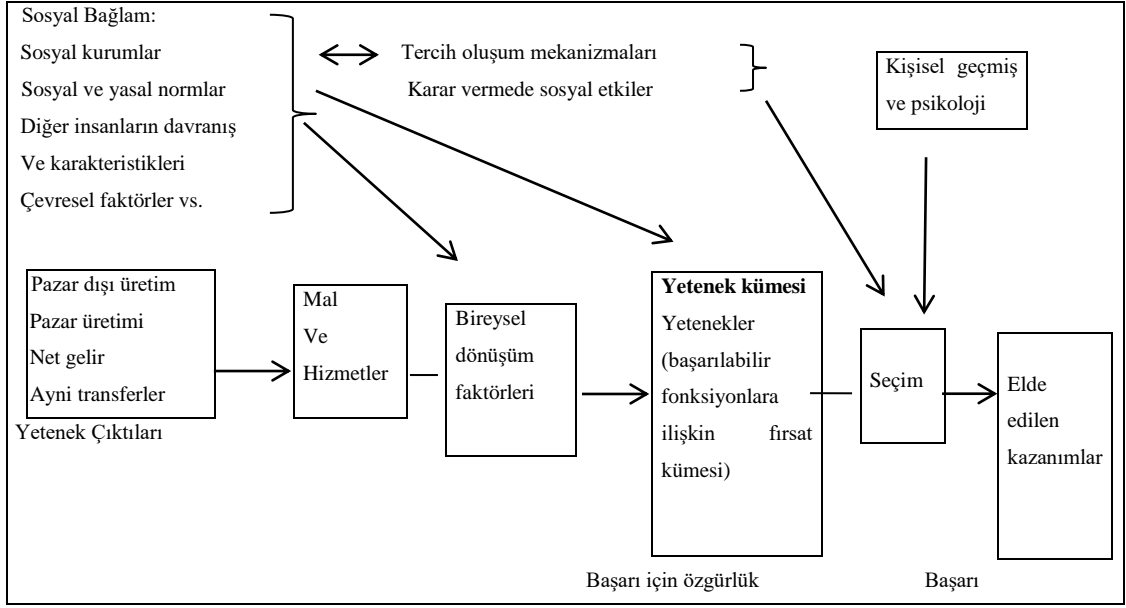 Sosyal Bağlam:
Sosyal kurumlar
Sosyal ve yasal normlar
Diğer insanların davranış
Ve karakteristikleri
Çevresel faktörler vs.
Tercih oluşum mekanizmaları
Karar vermede sosyal etkiler
Kişisel geçmiş
ve psikoloji
Pazar dışı üretim
Pazar üretimi
Net gelir
Ayni transferler
Yetenek Çıktıları
Mal
Ve
Hizmetler
Bireysel
dönüşüm
faktörleri
Yetenek kümesi
Yetenekler
(başarılabilir
fonksiyonlara
ilişkin fırsat
kümesi)
Seçim
Elde
edilen
kazanımlar
Başarı için özgürlük
Başarı